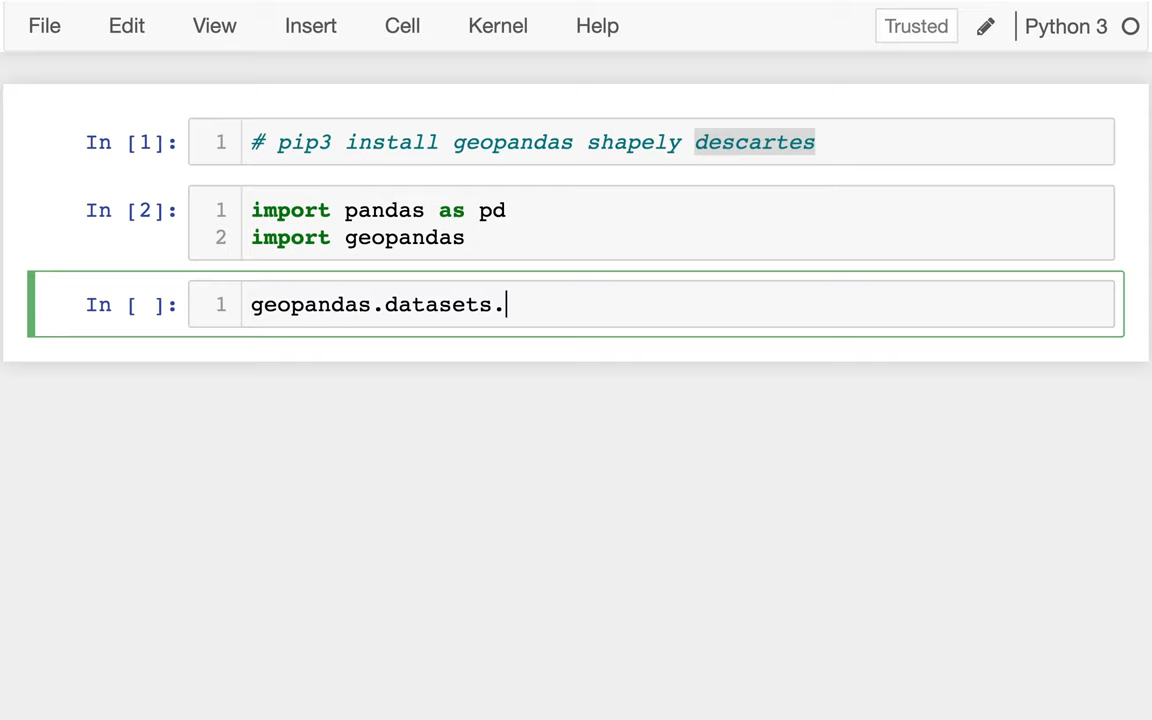 File Edit View Insert Cell Kernel Help Trusted Python 3
In [1]: 1 # pip3 install geopandas shapely descartes
In [2]: 1 import pandas as pd
2 import geopandas
In [ ]: 1 geopandas.datasets.